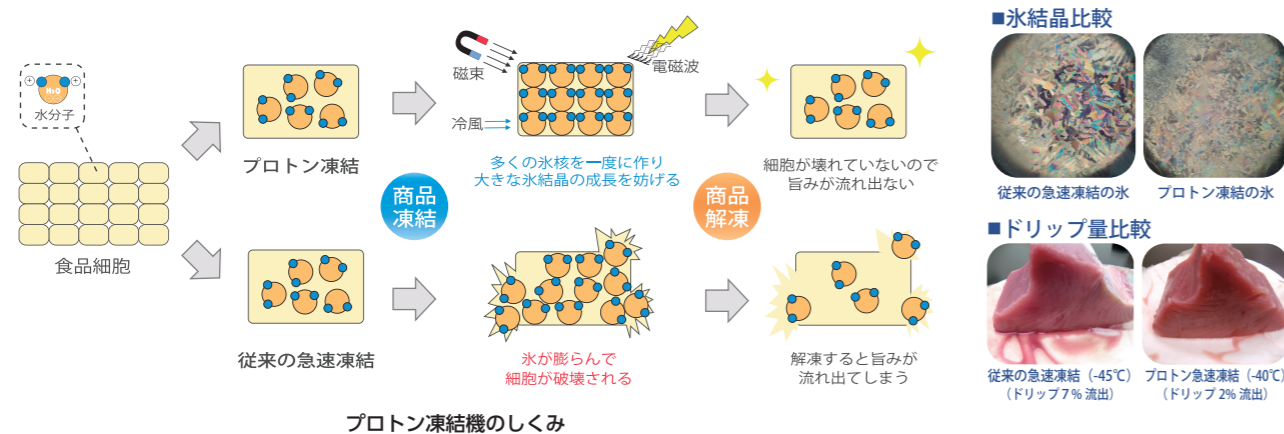 H₂O
水分子
食品細胞
プロトン凍結
従来の急速凍結
商品
凍結
磁束
冷風
電磁波
多くの氷核を一度に作り
大きな氷結晶の成長を妨げる
氷が膨らんで
細胞が破壊される
商品
解凍
細胞が壊れていないので
旨みが流れ出ない
解凍すると旨みが
流れ出てしまう
プロトン凍結機のしくみ
■氷結晶比較
従来の急速凍結の氷
プロトン凍結の氷
■ドリップ量比較
従来の急速凍結（-45℃）
（ドリップ7% 流出）
プロトン急速凍結（-40℃）
（ドリップ 2% 流出）